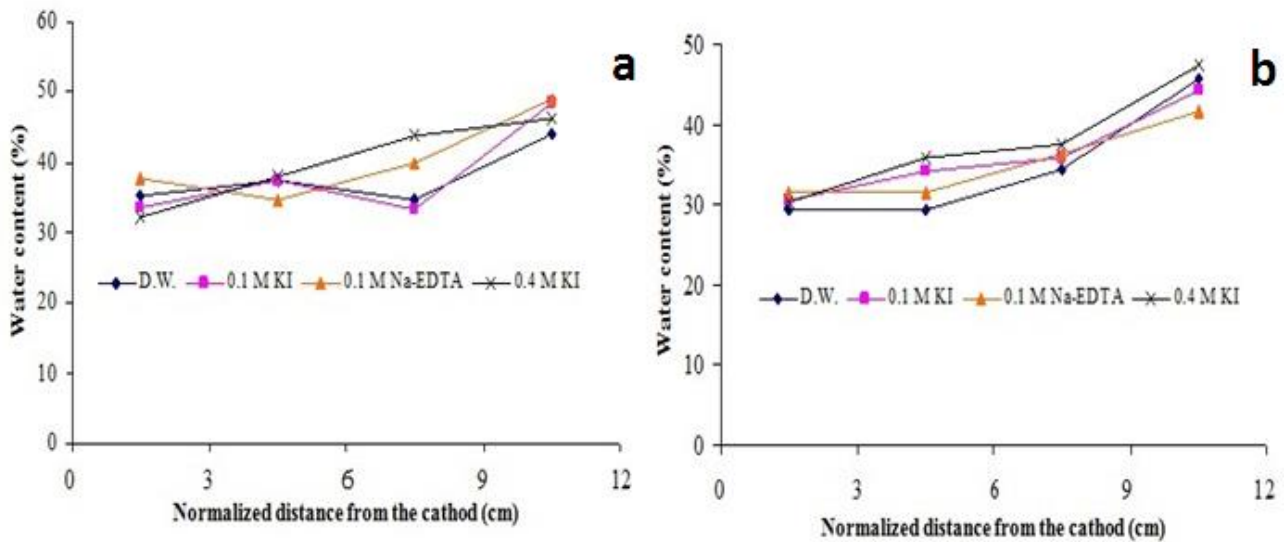 a
60
50
40
30
20
10
0
Water content (%)
D.W. 0.1 M KI 0.1 M Na-EDTA 0.4 M KI
0 3 6 9 12
Normalized distance from the cathod (cm)
b
50
40
30
20
10
0
Water content (%)
D.W. 0.1 M KI 0.1 M Na-EDTA 0.4 M KI
0 3 6 9 12
Normalized distance from the cathod (cm)